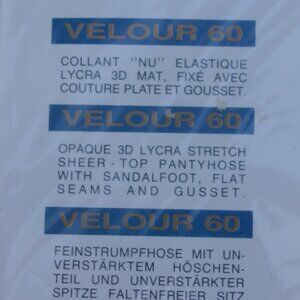 VELOUR 60
COLLANT "NU" ELASTIQUE
LYCRA 3D MAT, FIXÉ AVEC
COUTURE PLATE ET GOUSSET.
VELOUR 60
OPAQUE 3D LYCRA STRETCH
SHEER - TOP PANTYHOSE
WITH SANDALFOOT, FLAT
SEAMS AND GUSSET.
VELOUR 60
FEINSTRUMPFHOSE MIT UN-
VERSTÄRKTEM HÖSCHEN-
TEIL UND UNVERSTÄRKTER
SPITZE FALTENFREIER SITZ